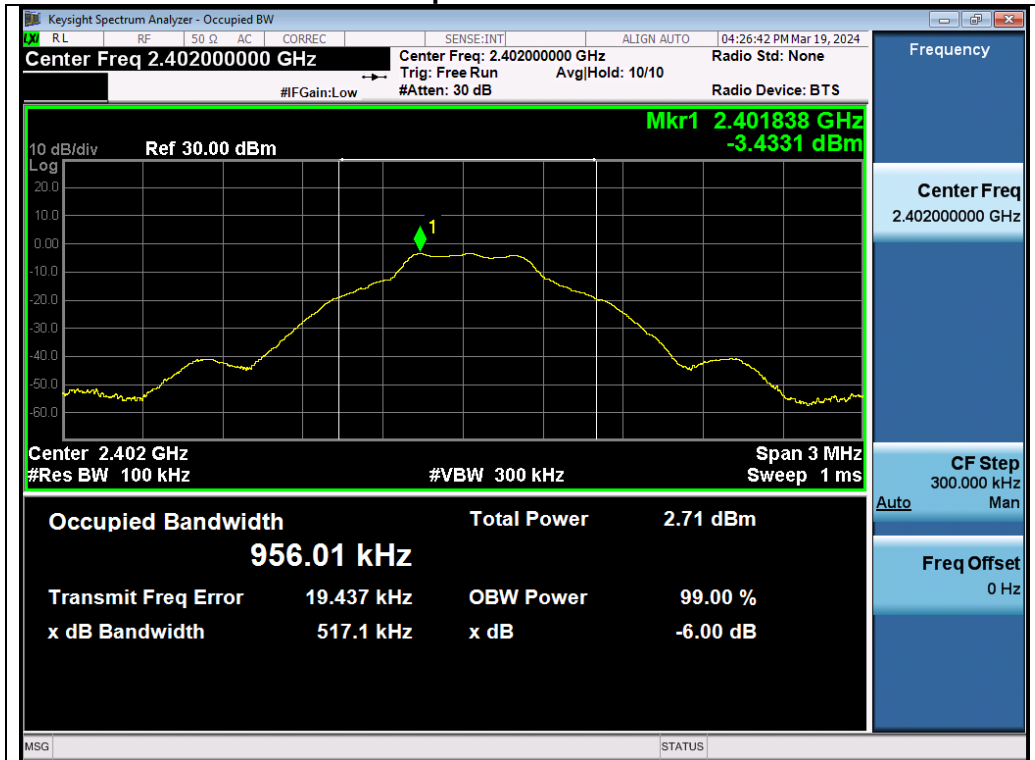 Keysight Spectrum Analyzer - Occupied BW
LXI RL RF 50 Ω AC CORREC SENSE:INT ALIGN AUTO 04:26:42 PM Mar 19, 2024
Center Freq 2.402000000 GHz
Center Freq: 2.402000000 GHz Radio Std: None
Trig: Free Run Avg|Hold: 10/10
#IFGain:Low #Atten: 30 dB Radio Device: BTS
Frequency
Mkr1 2.401838 GHz
-3.4331 dBm
10 dB/div Ref 30.00 dBm
Log
20.0
10.0
0.00
-10.0
-20.0
-30.0
-40.0
-50.0
-60.0
1
Center 2.402 GHz Span 3 MHz
#Res BW 100 kHz #VBW 300 kHz Sweep 1 ms
Center Freq
2.402000000 GHz
CF Step
300.000 kHz
Auto Man
Freq Offset
0 Hz
Occupied Bandwidth Total Power 2.71 dBm
956.01 kHz
Transmit Freq Error 19.437 kHz OBW Power 99.00 %
x dB Bandwidth 517.1 kHz x dB -6.00 dB
MSG STATUS